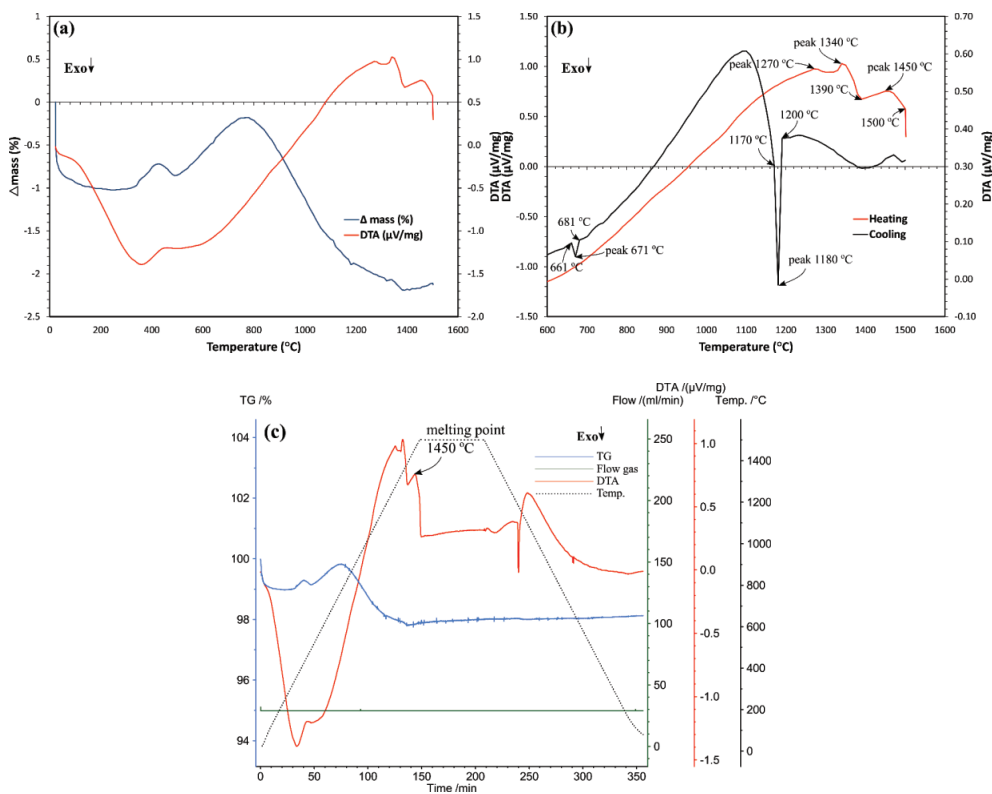 (a)
Exo↓
1
0.5
0
-0.5
-1.0
-1.5
-2
-2.5
△mass (%)
0
200
400
600
800
1000
1200
1400
1600
Temperature (°C)
2.0
1.5
1.0
0.5
0.0
-0.5
-1.0
-1.5
-2.0
DTA (μV/mg)
Δ mass (%)
DTA (μV/mg)
(b)
Exo↓
1.50
1.00
0.50
0.00
-0.50
-1.00
-1.50
DTA (μV/mg)
600
700
800
900
1000
1100
1200
1300
1400
1500
1600
Temperature (°C)
0.70
0.60
0.50
0.40
0.30
0.20
0.10
0.00
-0.10
DTA (μV/mg)
peak 1340 °C
peak 1270 °C
peak 1450 °C
1390 °C
1500 °C
1200 °C
1170 °C
681 °C
661 °C
peak 671 °C
peak 1180 °C
Heating
Cooling
(c)
TG /%
DTA /(μV/mg)
Flow /(ml/min)
Temp. /°C
melting point
1450 °C
Exo↓
TG
Flow gas
DTA
Temp.
104
102
100
98
96
94
0
50
100
150
200
250
300
350
Time /min
250
200
150
100
50
0
1.0
0.5
0.0
-0.5
-1.0
-1.5
1400
1200
1000
800
600
400
200
0